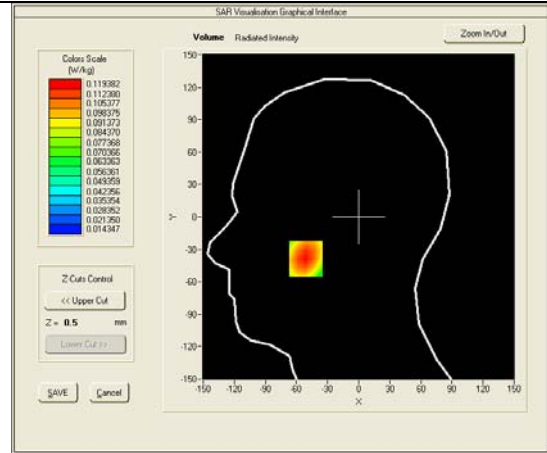 SAR Visualisation Graphical Interface
Volume Radiated Intensity
Zoom In/Out
Colors Scale
(W/kg)
0.119382
0.112380
0.105377
0.098375
0.091373
0.084370
0.077368
0.070366
0.063363
0.056361
0.049359
0.042356
0.035354
0.028352
0.021350
0.014347
Z Cuts Control
<< Upper Cut
Z = 0.5 mm
Lower Cut >>
SAVE
Cancel
150
120
90
60
30
0
-30
-60
-90
-120
-150
Y
-150 -120 -90 -60 -30 0 30 60 90 120 150
X